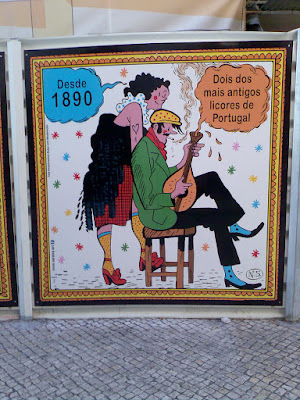 Desde
1890
Dois dos
mais antigos
licores de
Portugal